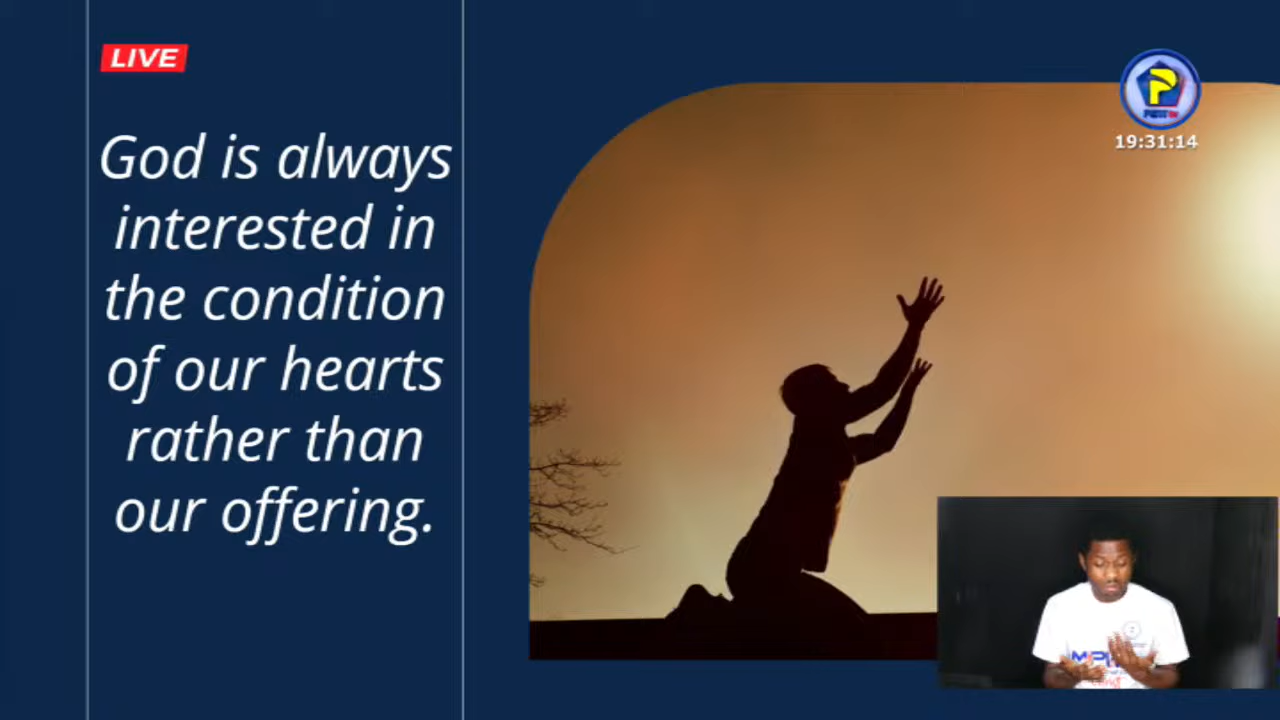 LIVE
God is always
interested in
the condition
of our hearts
rather than
our offering.
P
19:31:14